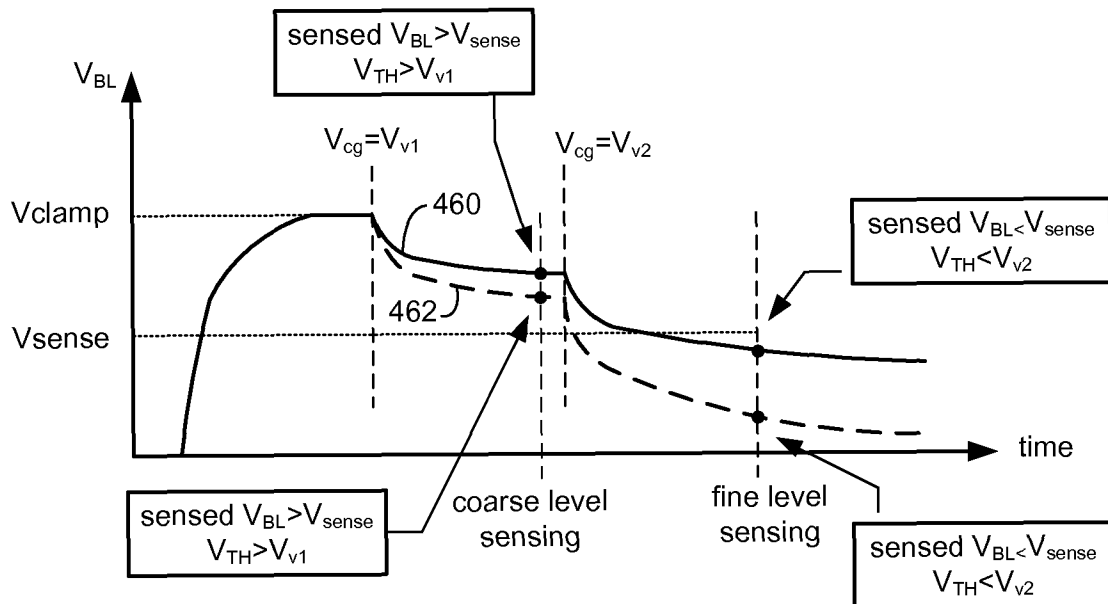 sensed V_BL>V_sense
V_TH>V_v1
V_BL
V_cg=V_v1
V_cg=V_v2
460
Vclamp
sensed V_BL<V_sense
V_TH<V_v2
462
Vsense
time
coarse level
sensing
fine level
sensing
sensed V_BL>V_sense
V_TH>V_v1
sensed V_BL<V_sense
V_TH<V_v2